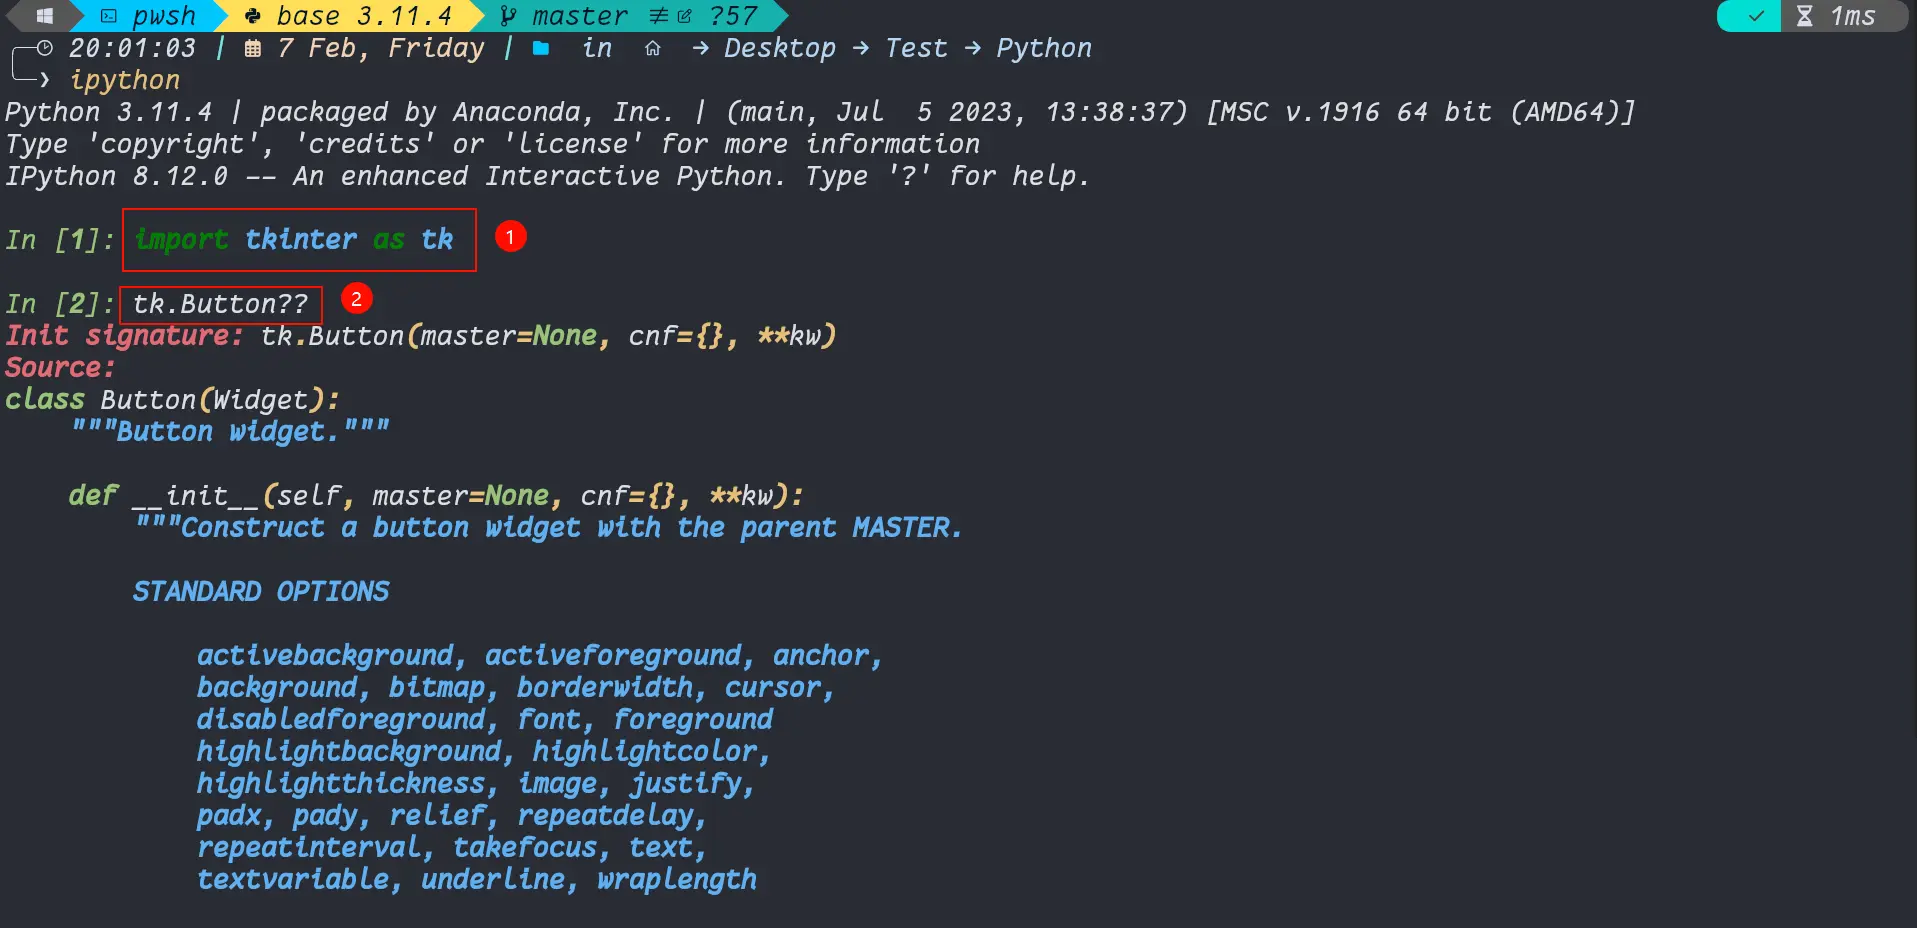 pwsh base 3.11.4 master ≢ ?57 ✓ 1ms
20:01:03 | 7 Feb, Friday | in → Desktop → Test → Python
❯ ipython
Python 3.11.4 | packaged by Anaconda, Inc. | (main, Jul  5 2023, 13:38:37) [MSC v.1916 64 bit (AMD64)]
Type 'copyright', 'credits' or 'license' for more information
IPython 8.12.0 -- An enhanced Interactive Python. Type '?' for help.
In [1]: import tkinter as tk 1
In [2]: tk.Button?? 2
Init signature: tk.Button(master=None, cnf={}, **kw)
Source:
class Button(Widget):
    """Button widget."""
    def __init__(self, master=None, cnf={}, **kw):
        """Construct a button widget with the parent MASTER.
        STANDARD OPTIONS
            activebackground, activeforeground, anchor,
            background, bitmap, borderwidth, cursor,
            disabledforeground, font, foreground
            highlightbackground, highlightcolor,
            highlightthickness, image, justify,
            padx, pady, relief, repeatdelay,
            repeatinterval, takefocus, text,
            textvariable, underline, wraplength